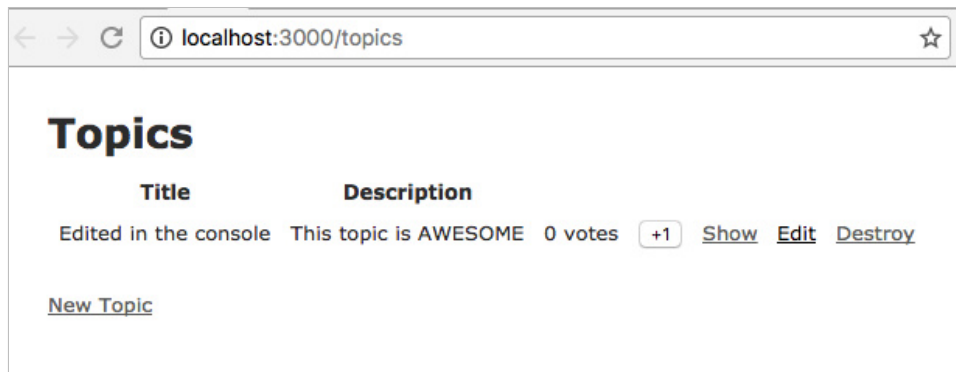 localhost:3000/topics
Topics
Title Description
Edited in the console This topic is AWESOME 0 votes +1 Show Edit Destroy
New Topic